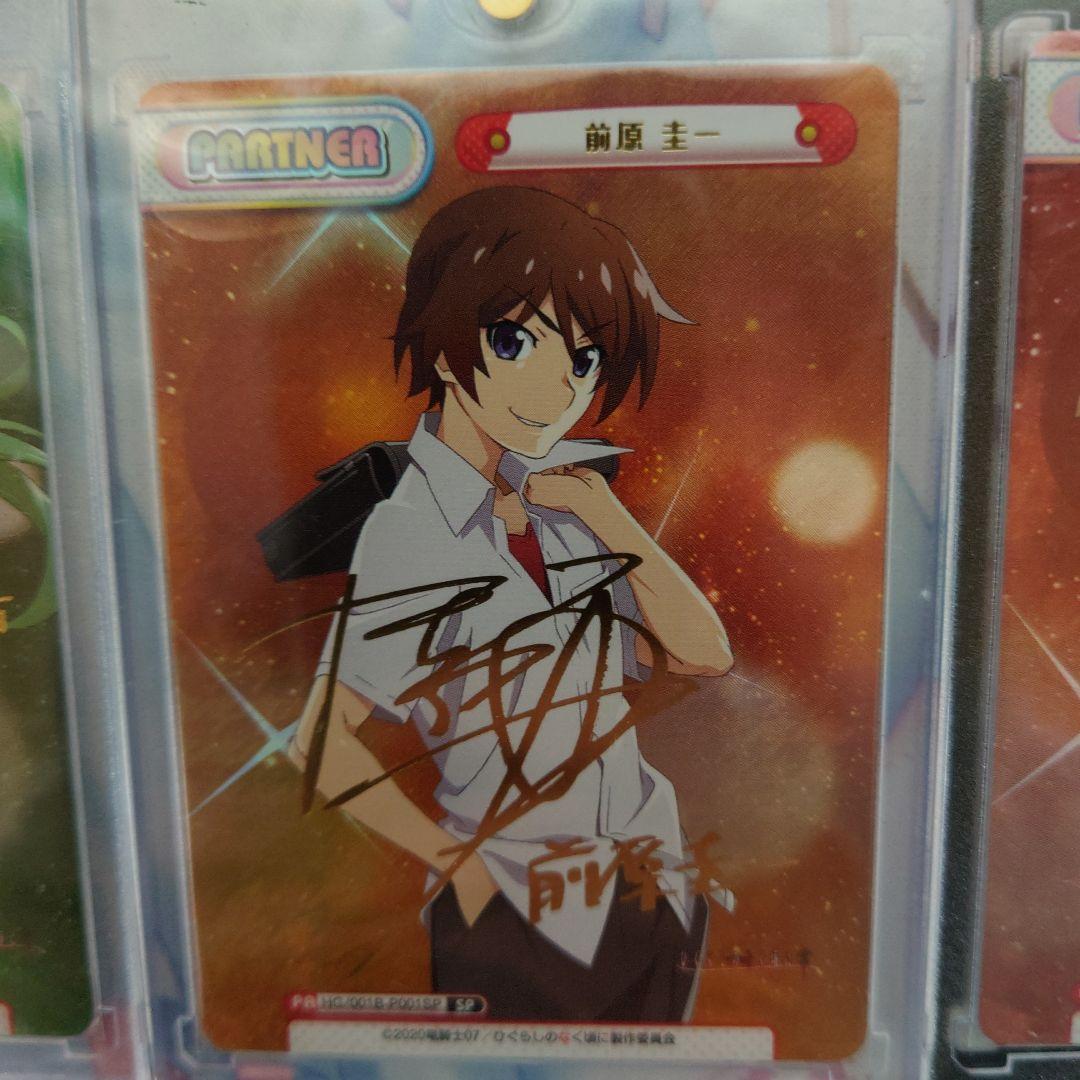 PARTNER
前原 圭一
前原圭一
PA HG/001B-P001SP SP
©2020竜騎士07／ひぐらしのなく頃に製作委員会